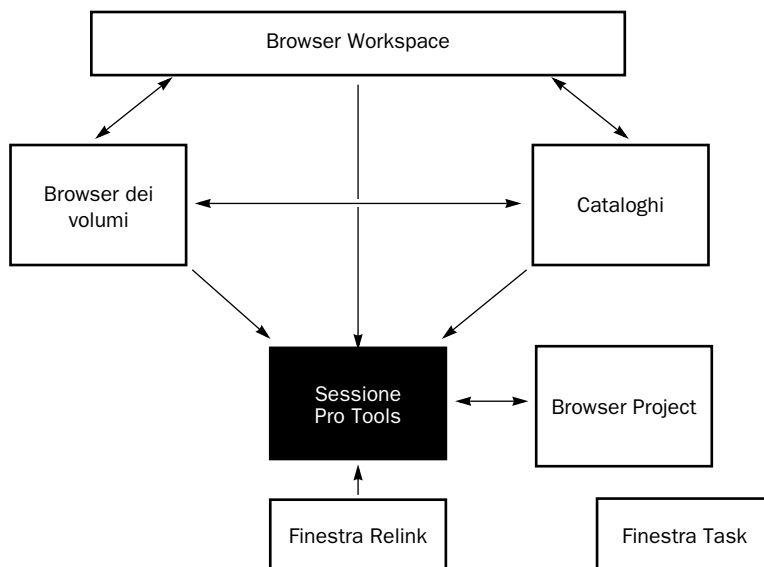 Browser Workspace
Browser dei
volumi
Cataloghi
Sessione
Pro Tools
Browser Project
Finestra Relink
Finestra Task